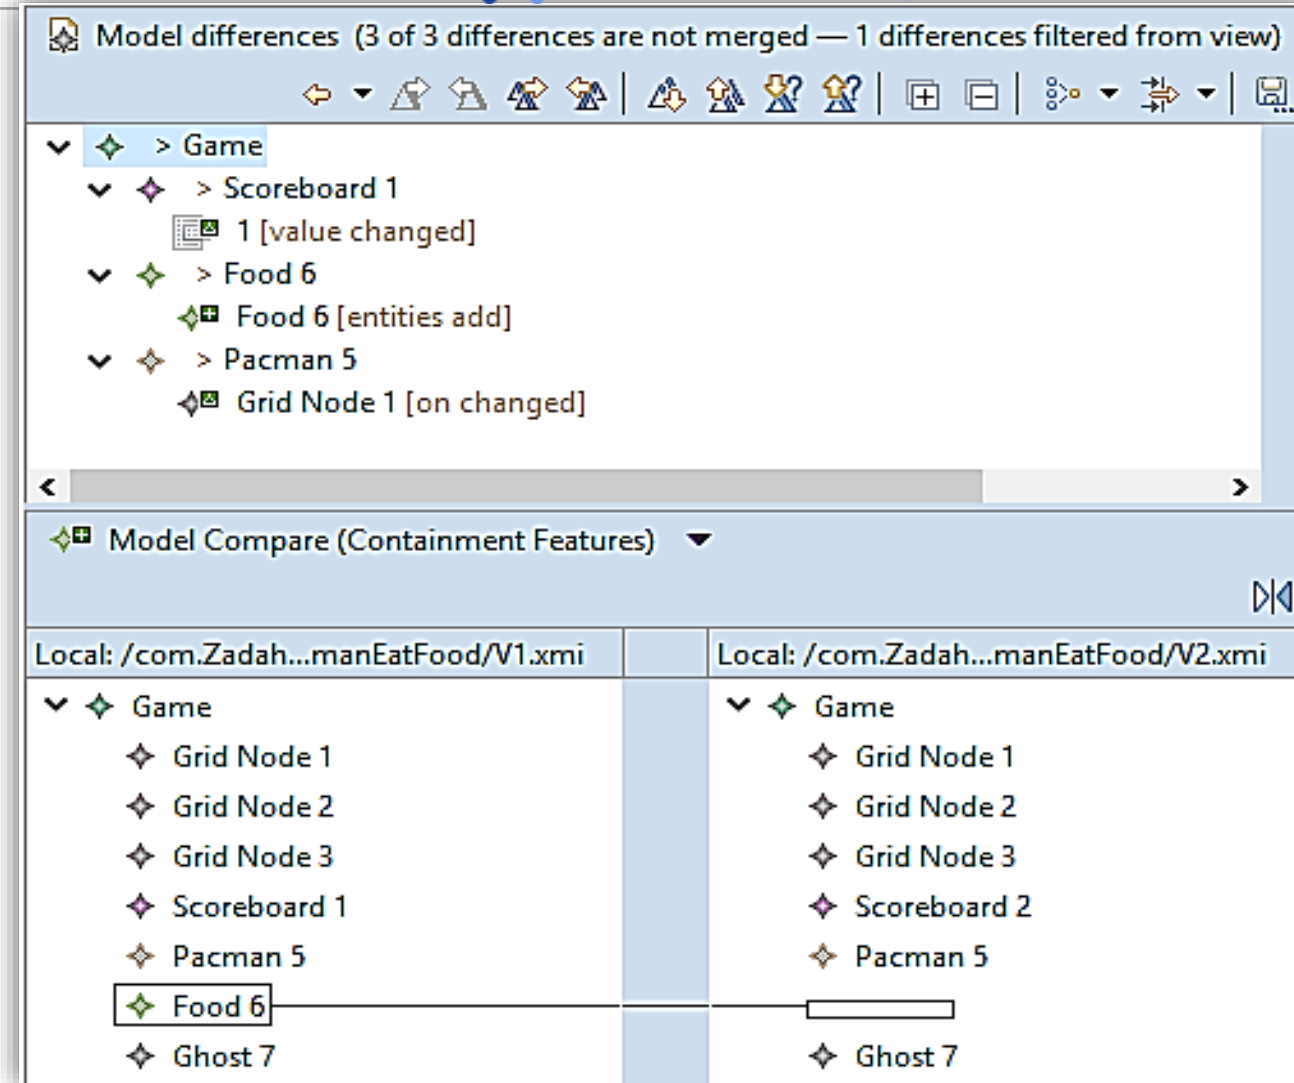 Model differences (3 of 3 differences are not merged — 1 differences filtered from view)
> Game
> Scoreboard 1
1 [value changed]
> Food 6
Food 6 [entities add]
> Pacman 5
Grid Node 1 [on changed]
Model Compare (Containment Features)
Local: /com.Zadah...manEatFood/V1.xmi
Local: /com.Zadah...manEatFood/V2.xmi
Game
Game
Grid Node 1
Grid Node 1
Grid Node 2
Grid Node 2
Grid Node 3
Grid Node 3
Scoreboard 1
Scoreboard 2
Pacman 5
Pacman 5
Food 6
Ghost 7
Ghost 7